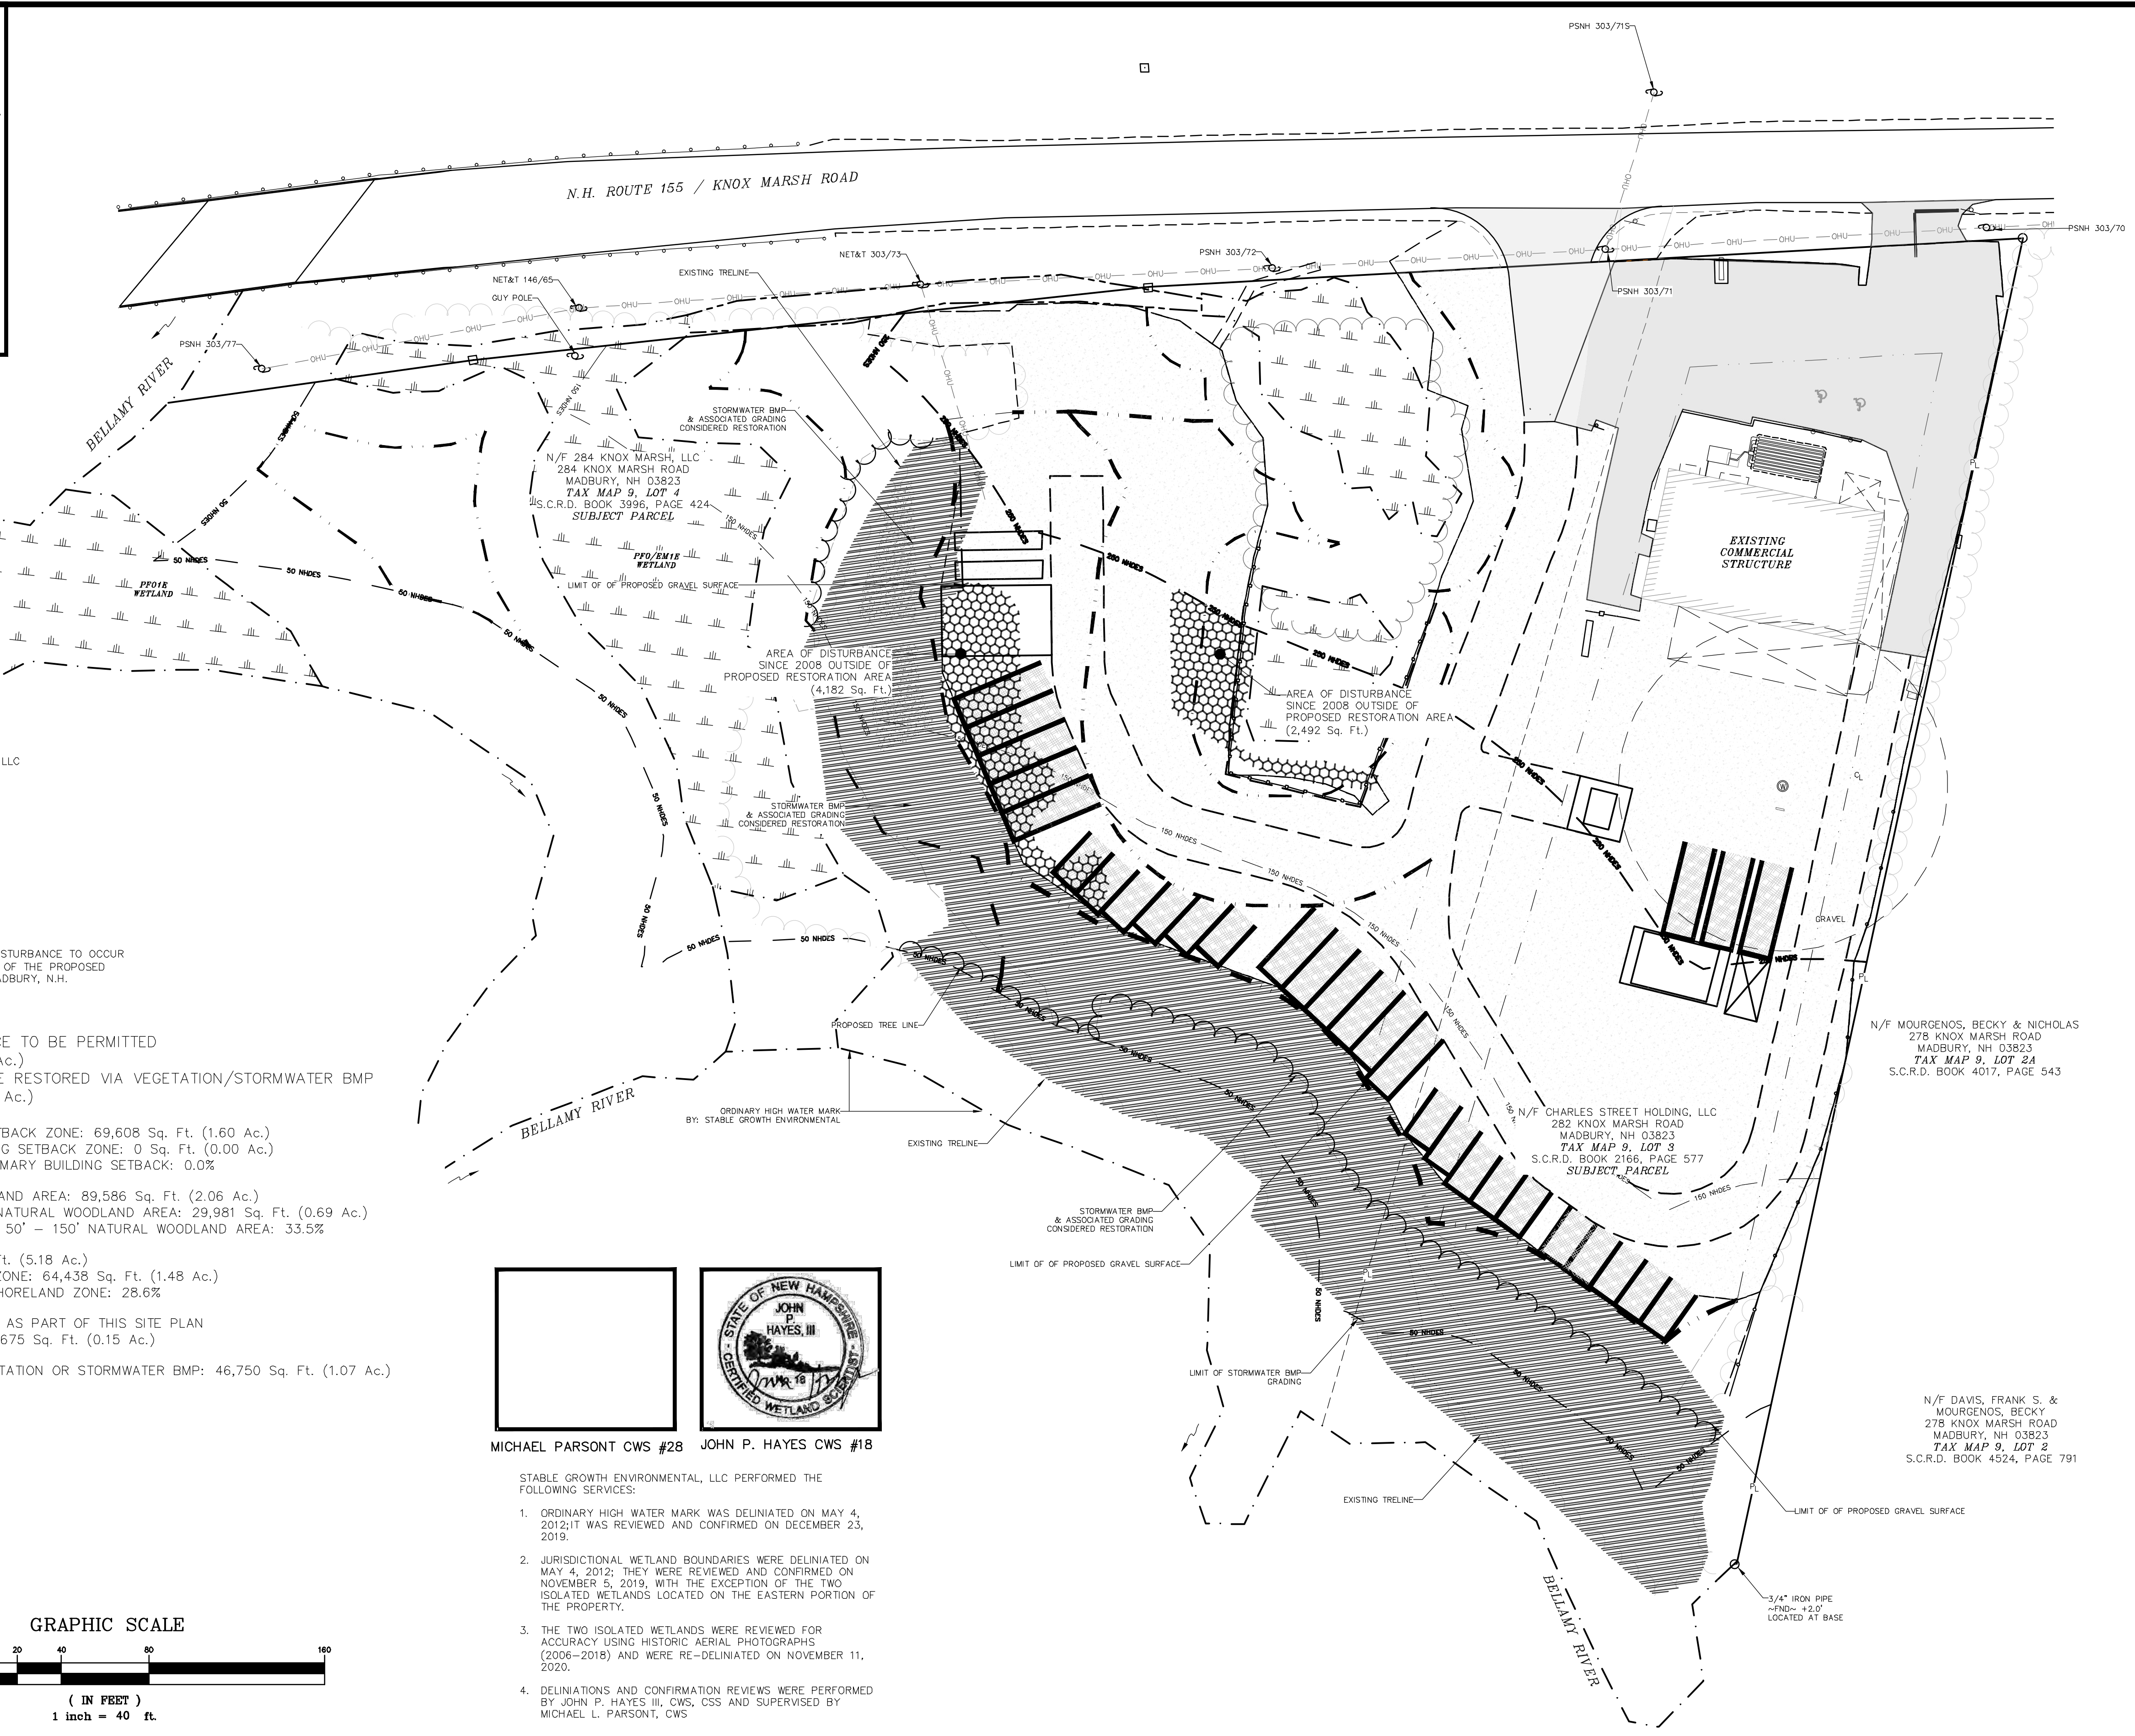 PSNH 303/71S
N.H. ROUTE 155 / KNOX MARSH ROAD
PSNH 303/70
NET&T 303/73
PSNH 303/72
EXISTING TRELINE
NET&T 146/65
GUY POLE
PSNH 303/71
PSNH 303/77
BELLAMY RIVER
STORMWATER BMP
& ASSOCIATED GRADING
CONSIDERED RESTORATION
N/F 284 KNOX MARSH, LLC
284 KNOX MARSH ROAD
MADBURY, NH 03823
TAX MAP 9, LOT 4
S.C.R.D. BOOK 3996, PAGE 424
SUBJECT PARCEL
PFO/EM1E
WETLAND
LIMIT OF OF PROPOSED GRAVEL SURFACE
PFO1E
WETLAND
EXISTING
COMMERCIAL
STRUCTURE
AREA OF DISTURBANCE
SINCE 2008 OUTSIDE OF
PROPOSED RESTORATION AREA
(4,182 Sq. Ft.)
AREA OF DISTURBANCE
SINCE 2008 OUTSIDE OF
PROPOSED RESTORATION AREA
(2,492 Sq. Ft.)
LLC
STORMWATER BMP
& ASSOCIATED GRADING
CONSIDERED RESTORATION
GRAVEL
50 NHDES
150 NHDES
250 NHDES
OHU
STURBANCE TO OCCUR
OF THE PROPOSED
ADBURY, N.H.
PROPOSED TREE LINE
CE TO BE PERMITTED
Ac.)
E RESTORED VIA VEGETATION/STORMWATER BMP
Ac.)
TBACK ZONE: 69,608 Sq. Ft. (1.60 Ac.)
G SETBACK ZONE: 0 Sq. Ft. (0.00 Ac.)
MARY BUILDING SETBACK: 0.0%
AND AREA: 89,586 Sq. Ft. (2.06 Ac.)
NATURAL WOODLAND AREA: 29,981 Sq. Ft. (0.69 Ac.)
50' – 150' NATURAL WOODLAND AREA: 33.5%
Ft. (5.18 Ac.)
ZONE: 64,438 Sq. Ft. (1.48 Ac.)
HORELAND ZONE: 28.6%
AS PART OF THIS SITE PLAN
675 Sq. Ft. (0.15 Ac.)
TATION OR STORMWATER BMP: 46,750 Sq. Ft. (1.07 Ac.)
BELLAMY RIVER
ORDINARY HIGH WATER MARK
BY: STABLE GROWTH ENVIRONMENTAL
EXISTING TRELINE
N/F MOURGENOS, BECKY & NICHOLAS
278 KNOX MARSH ROAD
MADBURY, NH 03823
TAX MAP 9, LOT 2A
S.C.R.D. BOOK 4017, PAGE 543
N/F CHARLES STREET HOLDING, LLC
282 KNOX MARSH ROAD
MADBURY, NH 03823
TAX MAP 9, LOT 3
S.C.R.D. BOOK 2166, PAGE 577
SUBJECT PARCEL
STORMWATER BMP
& ASSOCIATED GRADING
CONSIDERED RESTORATION
LIMIT OF OF PROPOSED GRAVEL SURFACE
LIMIT OF STORMWATER BMP
GRADING
N/F DAVIS, FRANK S. &
MOURGENOS, BECKY
278 KNOX MARSH ROAD
MADBURY, NH 03823
TAX MAP 9, LOT 2
S.C.R.D. BOOK 4524, PAGE 791
EXISTING TRELINE
LIMIT OF OF PROPOSED GRAVEL SURFACE
BELLAMY RIVER
3/4" IRON PIPE
~FND~ +2.0'
LOCATED AT BASE
STATE OF NEW HAMPSHIRE
JOHN
P.
HAYES, III
No. 18
CERTIFIED WETLAND SCIENTIST
MICHAEL PARSONT CWS #28
JOHN P. HAYES CWS #18
STABLE GROWTH ENVIRONMENTAL, LLC PERFORMED THE
FOLLOWING SERVICES:
1. ORDINARY HIGH WATER MARK WAS DELINIATED ON MAY 4,
2012;IT WAS REVIEWED AND CONFIRMED ON DECEMBER 23,
2019.
2. JURISDICTIONAL WETLAND BOUNDARIES WERE DELINIATED ON
MAY 4, 2012; THEY WERE REVIEWED AND CONFIRMED ON
NOVEMBER 5, 2019, WITH THE EXCEPTION OF THE TWO
ISOLATED WETLANDS LOCATED ON THE EASTERN PORTION OF
THE PROPERTY.
3. THE TWO ISOLATED WETLANDS WERE REVIEWED FOR
ACCURACY USING HISTORIC AERIAL PHOTOGRAPHS
(2006–2018) AND WERE RE–DELINIATED ON NOVEMBER 11,
2020.
4. DELINIATIONS AND CONFIRMATION REVIEWS WERE PERFORMED
BY JOHN P. HAYES III, CWS, CSS AND SUPERVISED BY
MICHAEL L. PARSONT, CWS
GRAPHIC SCALE
20 40 80 160
( IN FEET )
1 inch = 40 ft.